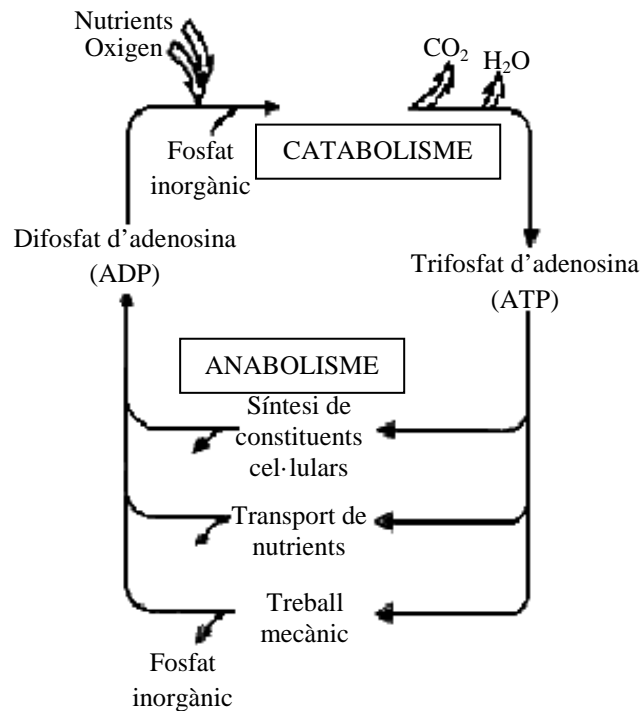 Nutrients
Oxigen
CO₂
H₂O
Fosfat
inorgànic
CATABOLISME
Difosfat d’adenosina
(ADP)
Trifosfat d’adenosina
(ATP)
ANABOLISME
Síntesi de
constituents
cel·lulars
Transport de
nutrients
Treball
mecànic
Fosfat
inorgànic